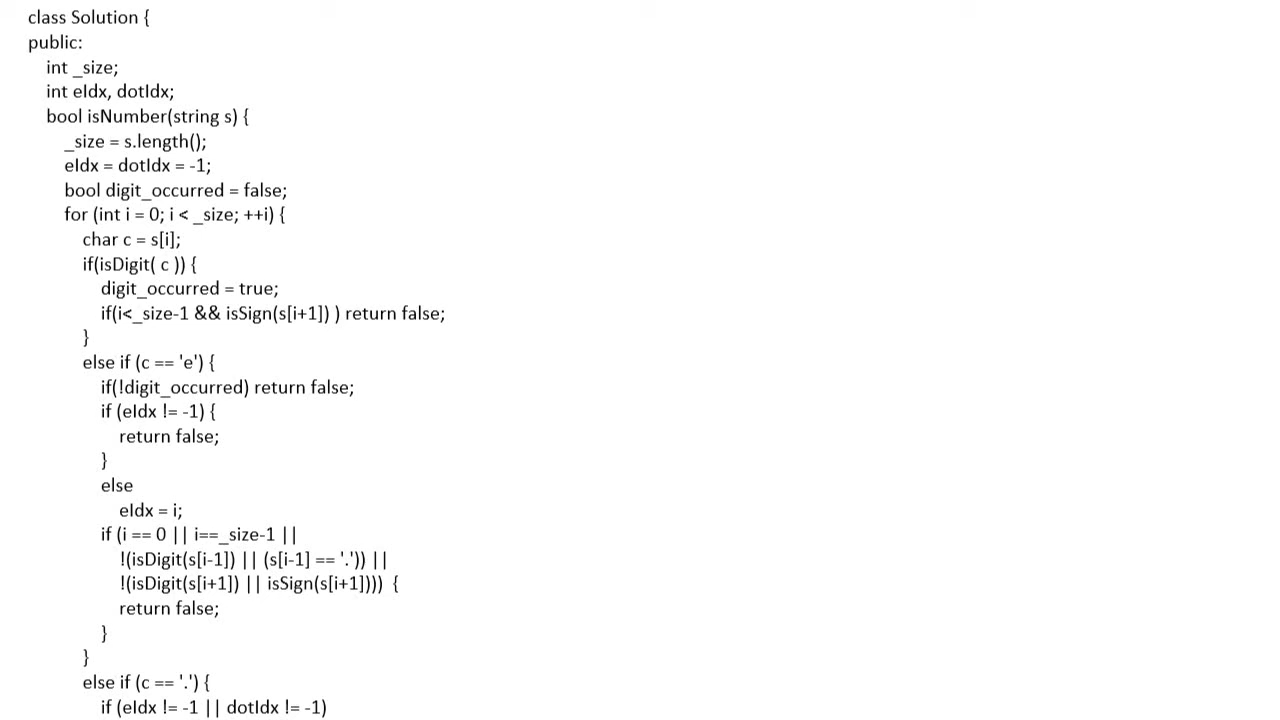 class Solution {
public:
int _size;
int eIdx, dotIdx;
bool isNumber(string s) {
_size = s.length();
eIdx = dotIdx = -1;
bool digit_occurred = false;
for (int i = 0; i < _size; ++i) {
char c = s[i];
if(isDigit( c )) {
digit_occurred = true;
if(i<_size-1 && isSign(s[i+1]) ) return false;
}
else if (c == 'e') {
if(!digit_occurred) return false;
if (eIdx != -1) {
return false;
}
else
eIdx = i;
if (i == 0 || i==_size-1 ||
!(isDigit(s[i-1]) || (s[i-1] == '.')) ||
!(isDigit(s[i+1]) || isSign(s[i+1]))) {
return false;
}
}
else if (c == '.') {
if (eIdx != -1 || dotIdx != -1)